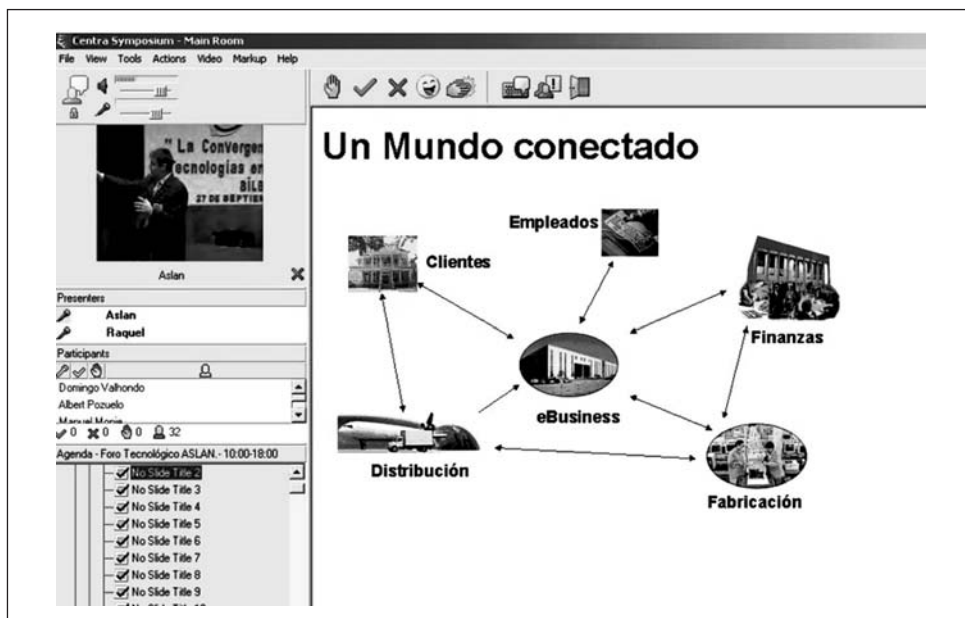 Centra Symposium - Main Room
File View Tools Actions Video Markup Help
" La Convergen
Tecnologías en
BILB
27 DE SEPTIEM
Aslan
Presenters
Aslan
Raquel
Participants
Domingo Valhondo
Albert Pozuelo
0 0 0 32
Agenda - Foro Tecnológico ASLAN.- 10:00-18:00
No Slide Title 2
No Slide Title 3
No Slide Title 4
No Slide Title 5
No Slide Title 6
No Slide Title 7
No Slide Title 8
No Slide Title 9
Un Mundo conectado
Empleados
Clientes
Finanzas
eBusiness
Distribución
Fabricación